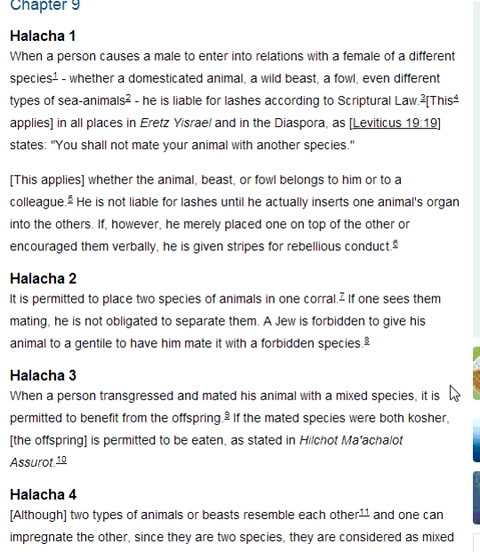 Chapter 9
Halacha 1
When a person causes a male to enter into relations with a female of a different
species1 - whether a domesticated animal, a wild beast, a fowl, even different
types of sea-animals2 - he is liable for lashes according to Scriptural Law.3[This4
applies] in all places in Eretz Yisrael and in the Diaspora, as [Leviticus 19:19]
states: "You shall not mate your animal with another species."
[This applies] whether the animal, beast, or fowl belongs to him or to a
colleague.5 He is not liable for lashes until he actually inserts one animal's organ
into the others. If, however, he merely placed one on top of the other or
encouraged them verbally, he is given stripes for rebellious conduct.6
Halacha 2
It is permitted to place two species of animals in one corral.7 If one sees them
mating, he is not obligated to separate them. A Jew is forbidden to give his
animal to a gentile to have him mate it with a forbidden species.8
Halacha 3
When a person transgressed and mated his animal with a mixed species, it is
permitted to benefit from the offspring.9 If the mated species were both kosher,
[the offspring] is permitted to be eaten, as stated in Hilchot Ma'achalot
Assurot.10
Halacha 4
[Although] two types of animals or beasts resemble each other11 and one can
impregnate the other, since they are two species, they are considered as mixed